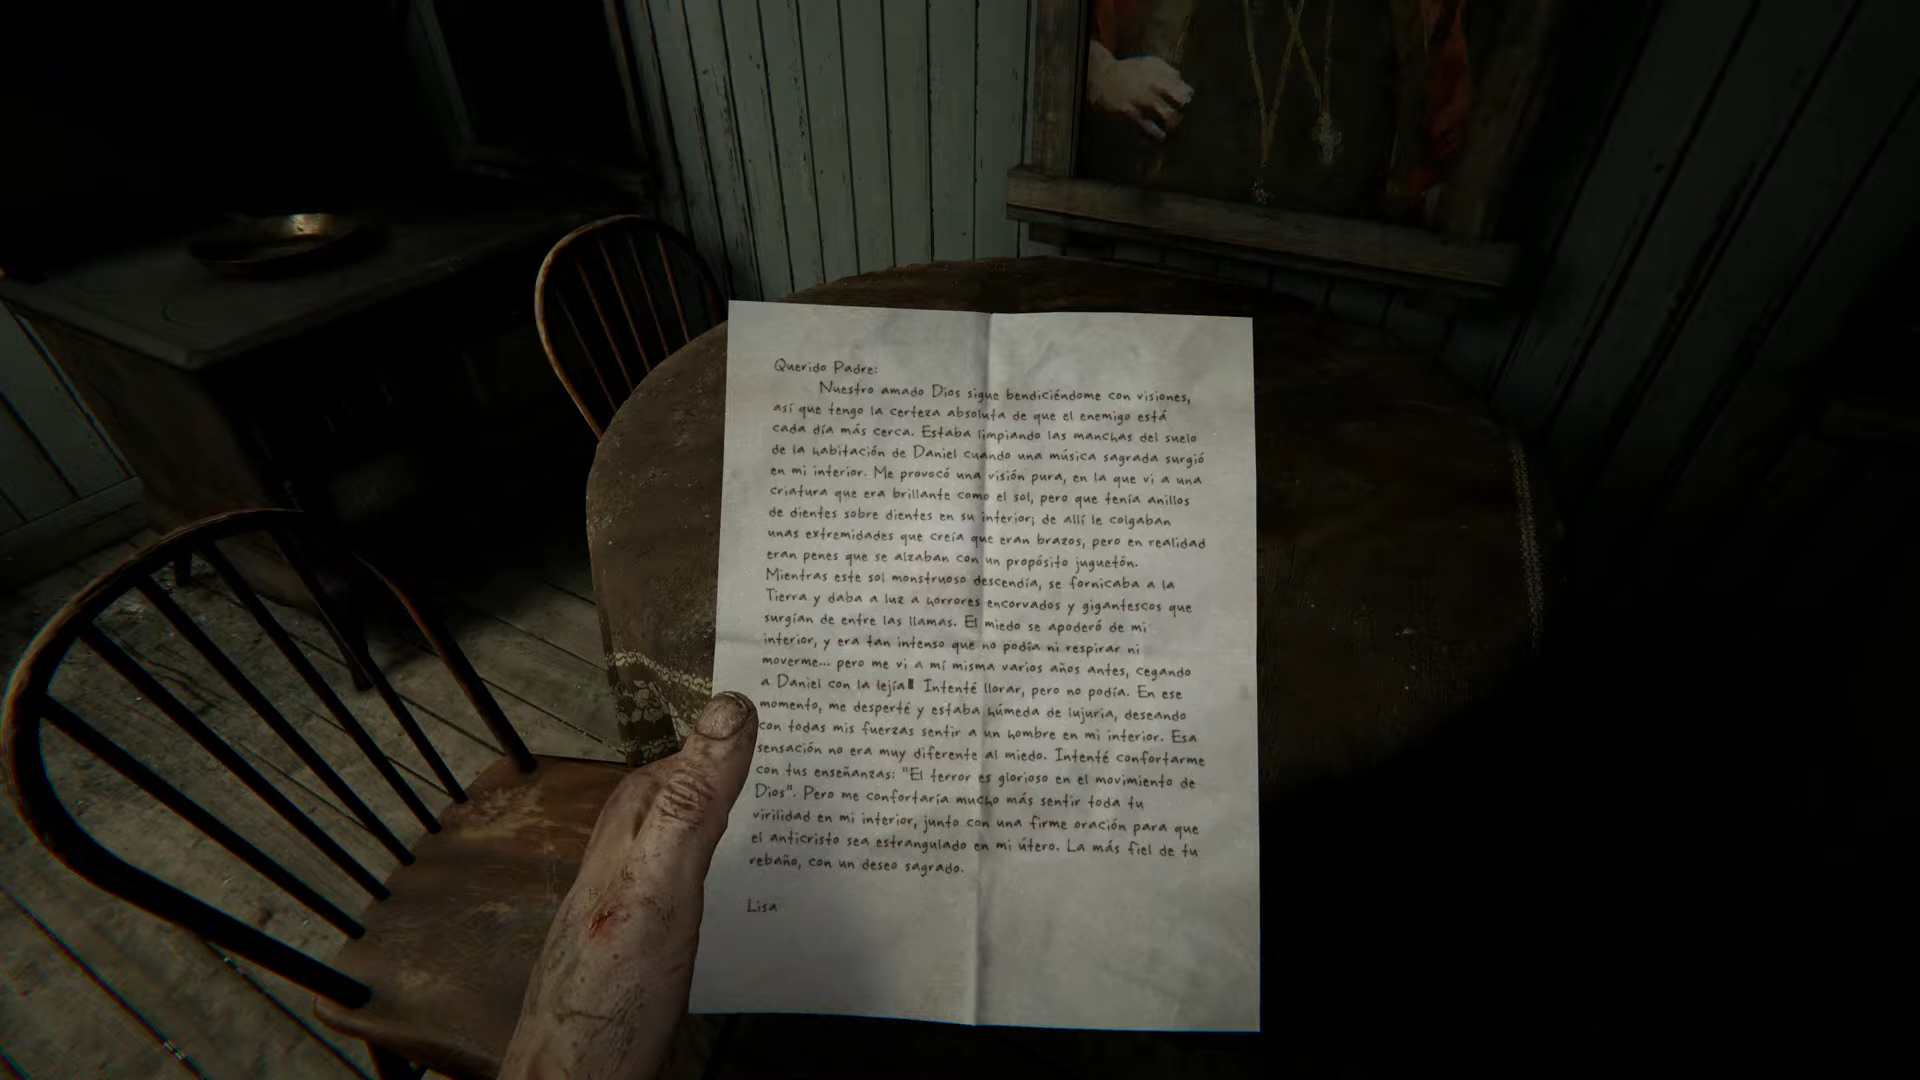 Querido Padre:
Nuestro amado Dios sigue bendiciéndome con visiones,
así que tengo la certeza absoluta de que el enemigo está
cada día más cerca. Estaba limpiando las manchas del suelo
de la habitación de Daniel cuando una música sagrada surgió
en mi interior. Me provocó una visión pura, en la que vi a una
criatura que era brillante como el sol, pero que tenía anillos
de dientes sobre dientes en su interior; de allí le colgaban
unas extremidades que creía que eran brazos, pero en realidad
eran penes que se alzaban con un propósito juguetón.
Mientras este sol monstruoso descendía, se fornicaba a la
Tierra y daba a luz a horrores encorvados y gigantescos que
surgían de entre las llamas. El miedo se apoderó de mi
interior, y era tan intenso que no podía ni respirar ni
moverme... pero me vi a mí misma varios años antes, cegando
a Daniel con la lejía▮ Intenté llorar, pero no podía. En ese
momento, me desperté y estaba húmeda de lujuria, deseando
con todas mis fuerzas sentir a un hombre en mi interior. Esa
sensación no era muy diferente al miedo. Intenté confortarme
con tus enseñanzas: "El terror es glorioso en el movimiento de
Dios". Pero me confortaría mucho más sentir toda tu
virilidad en mi interior, junto con una firme oración para que
el anticristo sea estrangulado en mi útero. La más fiel de tu
rebaño, con un deseo sagrado.
Lisa